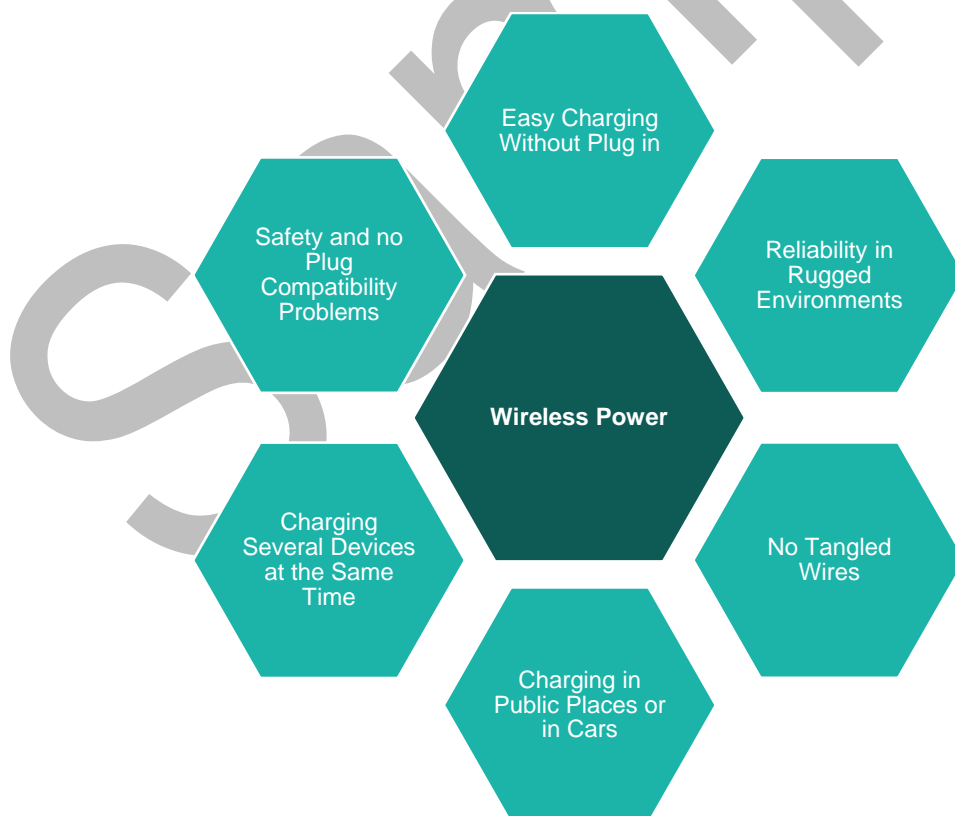 Easy Charging
Without Plug in
Safety and no
Plug
Compatibility
Problems
Reliability in
Rugged
Environments
Wireless Power
Charging
Several Devices
at the Same
Time
No Tangled
Wires
Charging in
Public Places or
in Cars